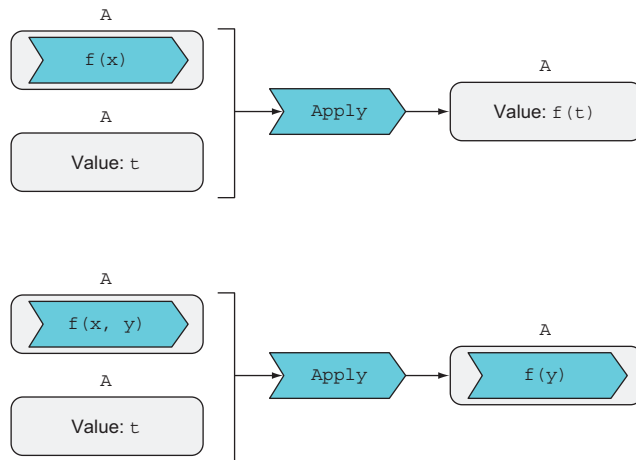 A
f(x)
A
Value: t
Apply
A
Value: f(t)
A
f(x, y)
A
Value: t
Apply
A
f(y)